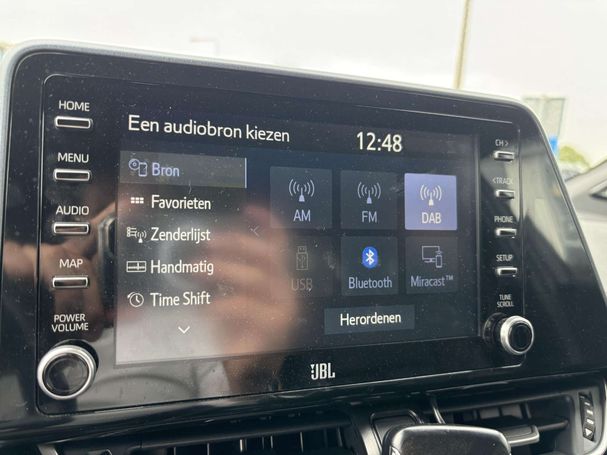 HOME
MENU
AUDIO
MAP
POWER
VOLUME
Een audiobron kiezen
12:48
Bron
Favorieten
Zenderlijst
Handmatig
Time Shift
AM
FM
DAB
USB
Bluetooth
Miracast™
Herordenen
CH >
< TRACK
PHONE
SETUP
TUNE
SCROLL
JBL